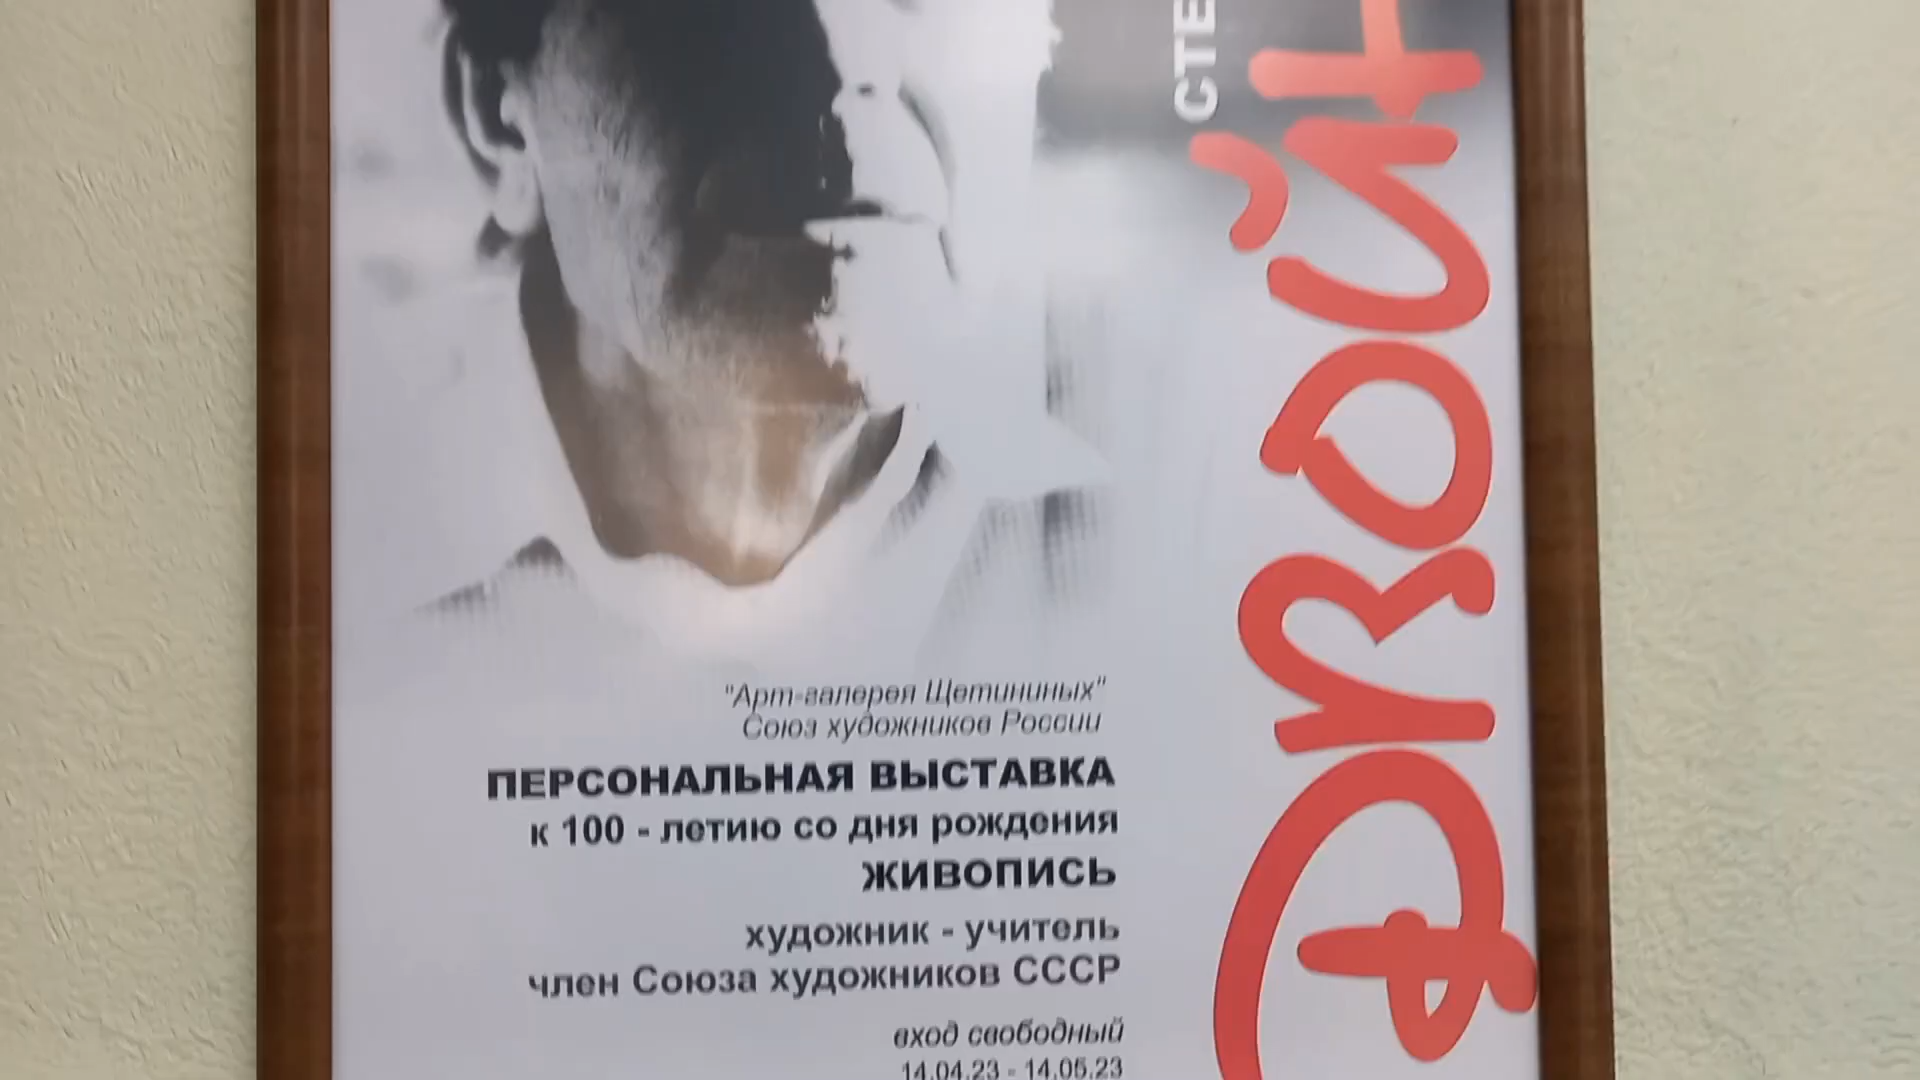 "Арт-галерея Щетининых"
Союз художников России
ПЕРСОНАЛЬНАЯ ВЫСТАВКА
к 100 - летию со дня рождения
ЖИВОПИСЬ
художник - учитель
член Союза художников СССР
вход свободный
14.04.23 - 14.05.23
СТЕ